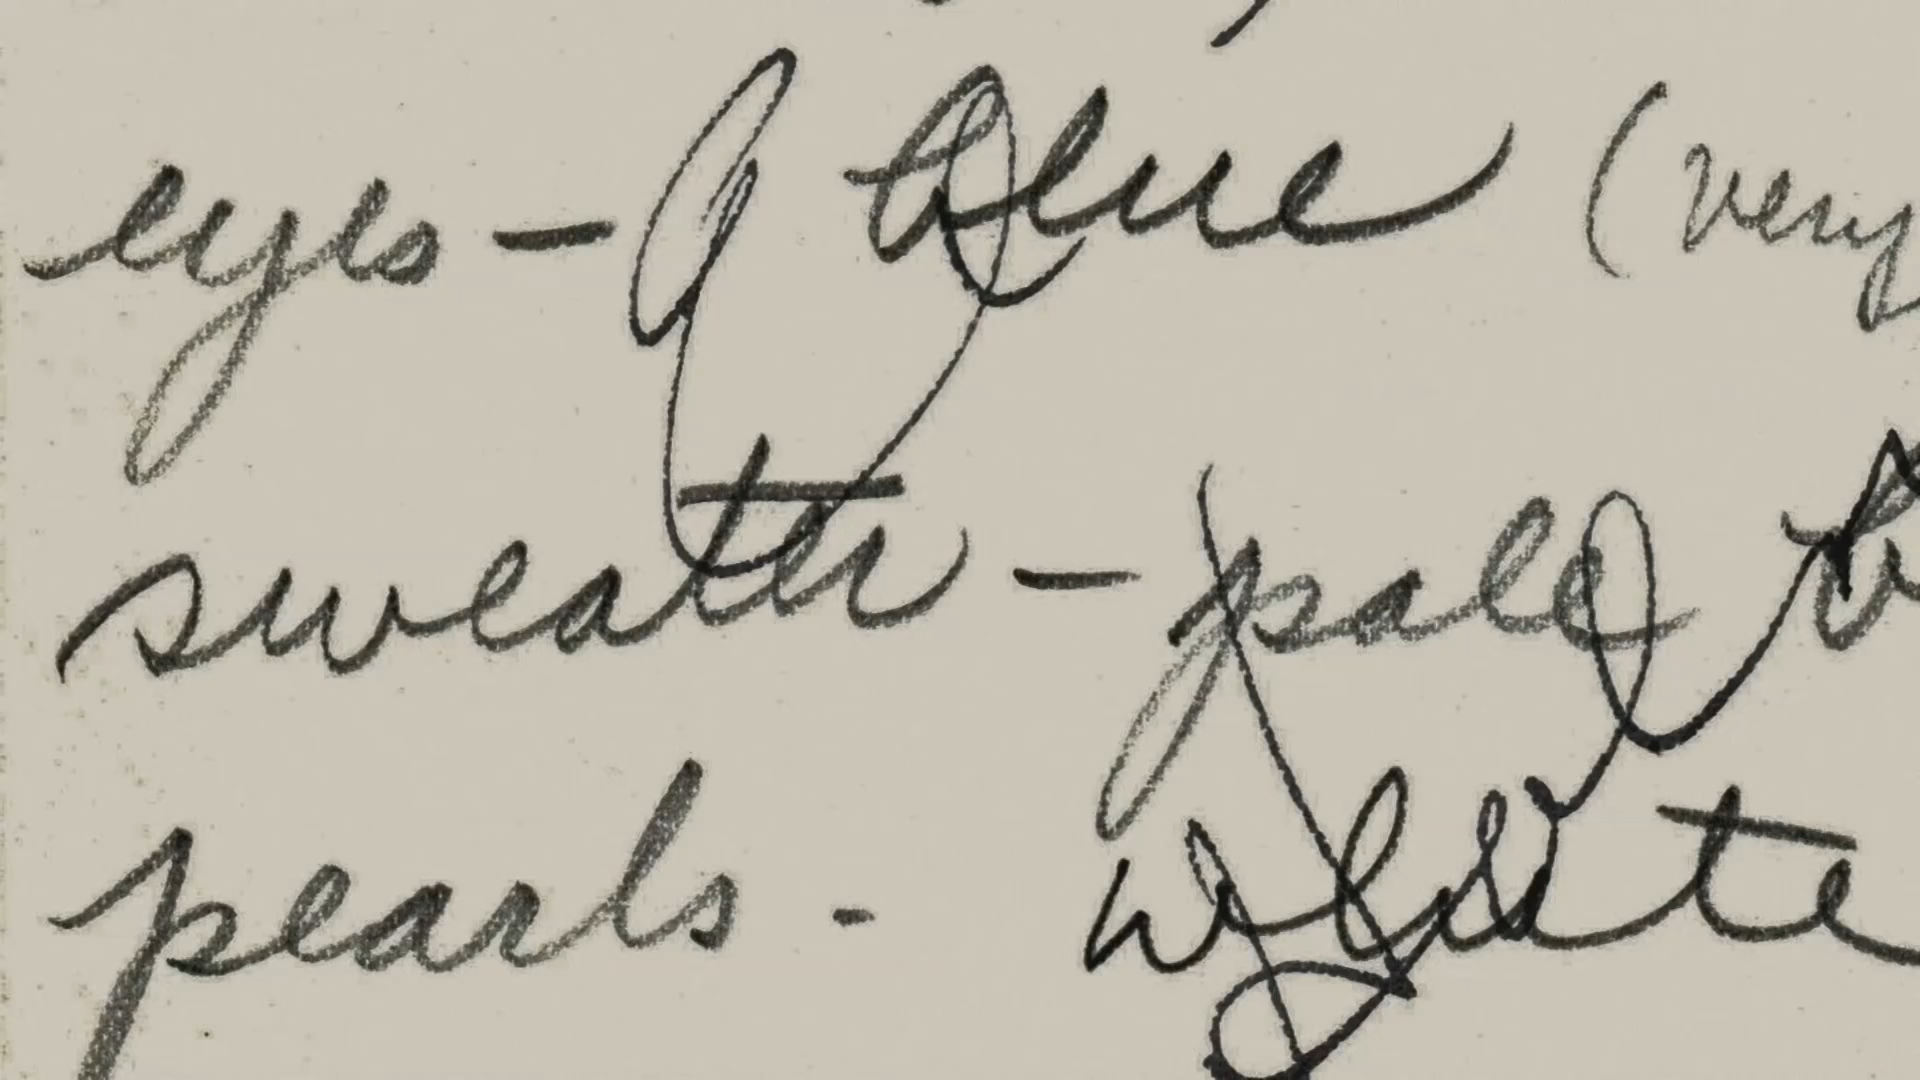 eyes - blue (very
sweater - pale
pearls - white